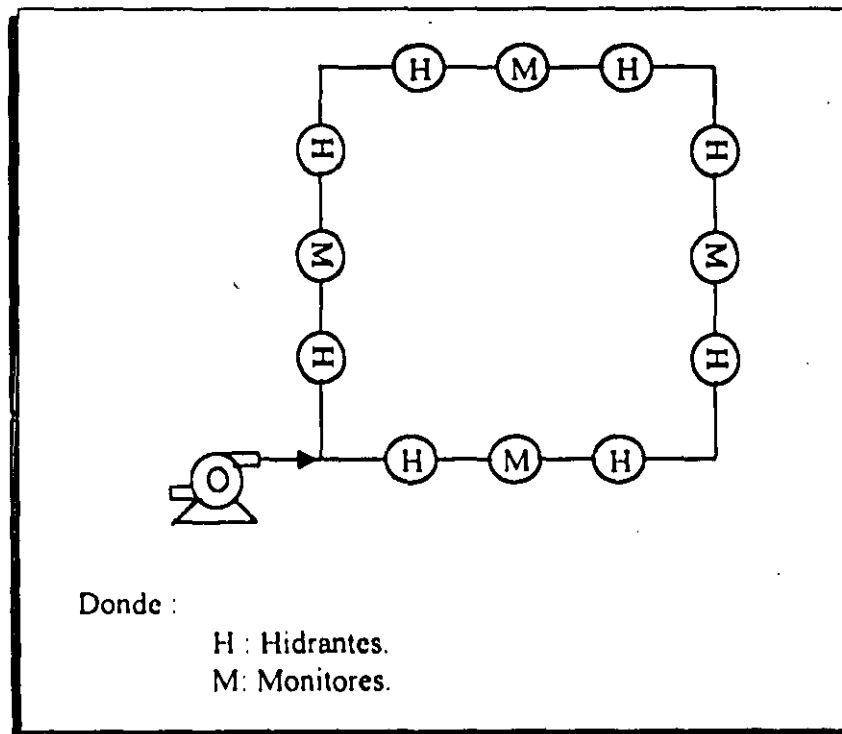 H M H
H H
M M
H H
H M H
Donde :
H : Hidrantes.
M: Monitores.